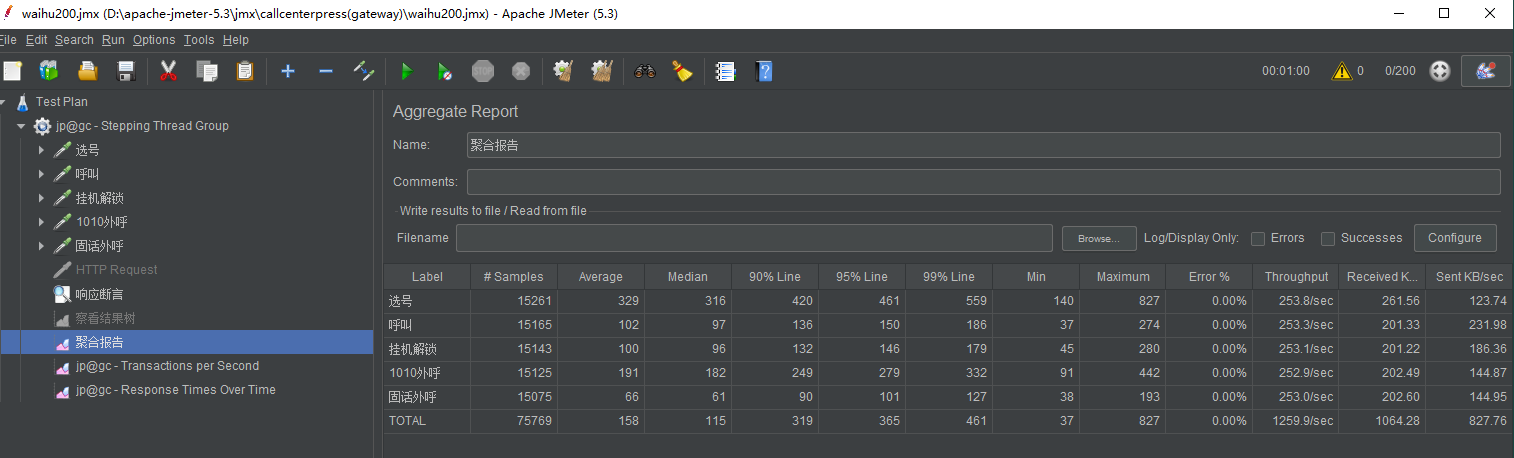 waihu200.jmx (D:\apache-jmeter-5.3\jmx\callcenterpress(gateway)\waihu200.jmx) - Apache JMeter (5.3)
File Edit Search Run Options Tools Help
STOP 00:01:00 0 0/200
Test Plan
jp@gc - Stepping Thread Group
选号
呼叫
挂机解锁
1010外呼
固话外呼
HTTP Request
响应断言
察看结果树
聚合报告
jp@gc - Transactions per Second
jp@gc - Response Times Over Time
Aggregate Report
Name: 聚合报告
Comments:
Write results to file / Read from file
Filename Browse... Log/Display Only: Errors Successes Configure
Label # Samples Average Median 90% Line 95% Line 99% Line Min Maximum Error % Throughput Received K... Sent KB/sec
选号 15261 329 316 420 461 559 140 827 0.00% 253.8/sec 261.56 123.74
呼叫 15165 102 97 136 150 186 37 274 0.00% 253.3/sec 201.33 231.98
挂机解锁 15143 100 96 132 146 179 45 280 0.00% 253.1/sec 201.22 186.36
1010外呼 15125 191 182 249 279 332 91 442 0.00% 252.9/sec 202.49 144.87
固话外呼 15075 66 61 90 101 127 38 193 0.00% 253.0/sec 202.60 144.95
TOTAL 75769 158 115 319 365 461 37 827 0.00% 1259.9/sec 1064.28 827.76